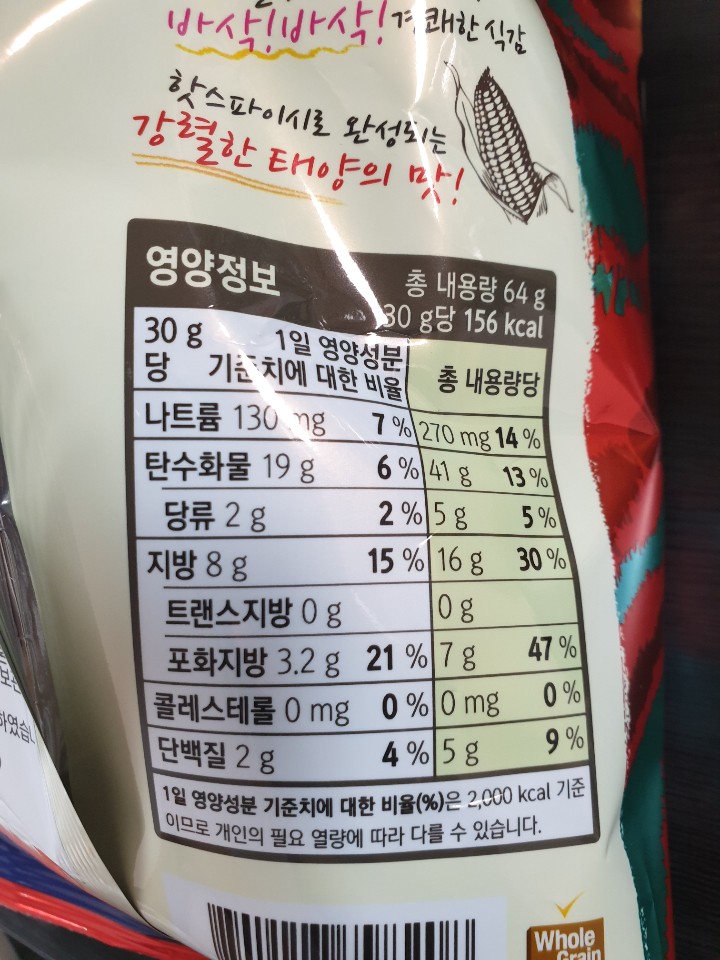 바삭!바삭! 경쾌한 식감
핫스파이시로 완성되는
강렬한 태양의 맛!
영양정보
총 내용량 64 g
30 g당 156 kcal
30 g당 1일 영양성분 기준치에 대한 비율 총 내용량당
나트륨 130 mg 7 % 270 mg 14 %
탄수화물 19 g 6 % 41 g 13 %
당류 2 g 2 % 5 g 5 %
지방 8 g 15 % 16 g 30 %
트랜스지방 0 g 0 g
포화지방 3.2 g 21 % 7 g 47 %
콜레스테롤 0 mg 0 % 0 mg 0 %
단백질 2 g 4 % 5 g 9 %
1일 영양성분 기준치에 대한 비율(%)은 2,000 kcal 기준
이므로 개인의 필요 열량에 따라 다를 수 있습니다.
Whole
Grain